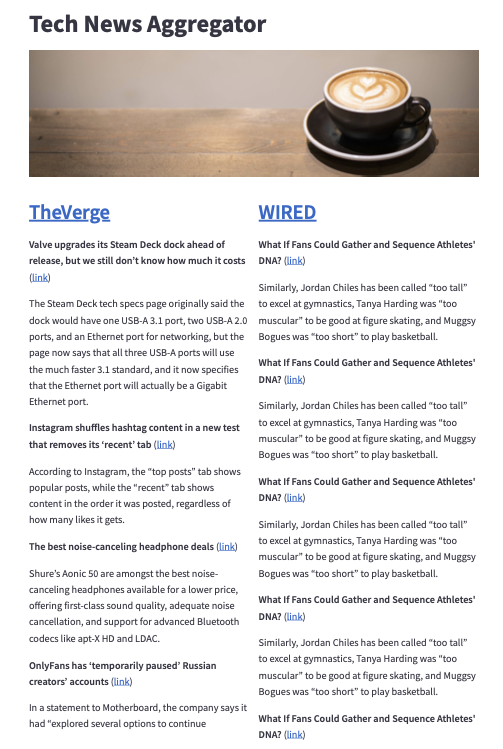 Tech News Aggregator
TheVerge
Valve upgrades its Steam Deck dock ahead of
release, but we still don't know how much it costs
(link)
The Steam Deck tech specs page originally said the
dock would have one USB-A 3.1 port, two USB-A 2.0
ports, and an Ethernet port for networking, but the
page now says that all three USB-A ports will use
the much faster 3.1 standard, and it now specifies
that the Ethernet port will actually be a Gigabit
Ethernet port.
Instagram shuffles hashtag content in a new test
that removes its ‘recent’ tab (link)
According to Instagram, the “top posts” tab shows
popular posts, while the “recent” tab shows
content in the order it was posted, regardless of
how many likes it gets.
The best noise-canceling headphone deals (link)
Shure’s Aonic 50 are amongst the best noise-
canceling headphones available for a lower price,
offering first-class sound quality, adequate noise
cancellation, and support for advanced Bluetooth
codecs like apt-X HD and LDAC.
OnlyFans has ‘temporarily paused’ Russian
creators’ accounts (link)
In a statement to Motherboard, the company says it
had “explored several options to continue
WIRED
What If Fans Could Gather and Sequence Athletes’
DNA? (link)
Similarly, Jordan Chiles has been called “too tall”
to excel at gymnastics, Tanya Harding was “too
muscular” to be good at figure skating, and Muggsy
Bogues was “too short” to play basketball.
What If Fans Could Gather and Sequence Athletes’
DNA? (link)
Similarly, Jordan Chiles has been called “too tall”
to excel at gymnastics, Tanya Harding was “too
muscular” to be good at figure skating, and Muggsy
Bogues was “too short” to play basketball.
What If Fans Could Gather and Sequence Athletes’
DNA? (link)
Similarly, Jordan Chiles has been called “too tall”
to excel at gymnastics, Tanya Harding was “too
muscular” to be good at figure skating, and Muggsy
Bogues was “too short” to play basketball.
What If Fans Could Gather and Sequence Athletes’
DNA? (link)
Similarly, Jordan Chiles has been called “too tall”
to excel at gymnastics, Tanya Harding was “too
muscular” to be good at figure skating, and Muggsy
Bogues was “too short” to play basketball.
What If Fans Could Gather and Sequence Athletes’
DNA? (link)